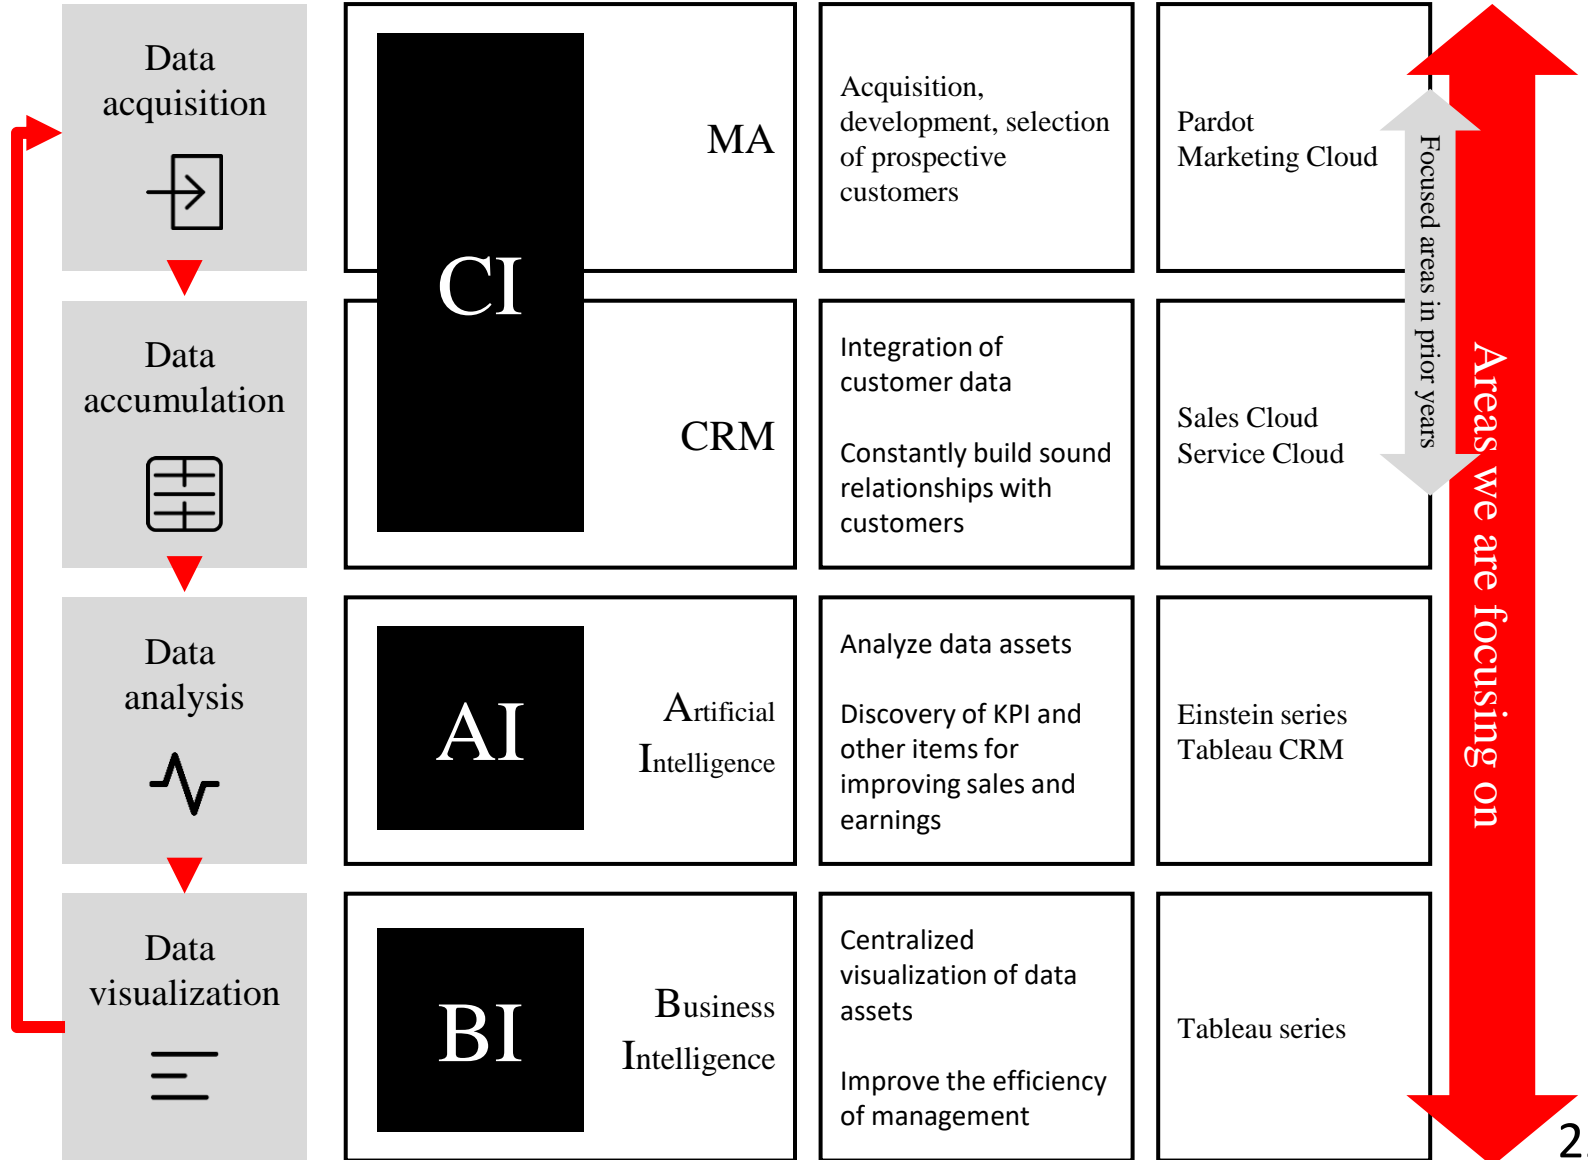 Data
acquisition
CI
MA
Acquisition,
development, selection
of prospective
customers
Pardot
Marketing Cloud
Data
accumulation
CRM
Integration of
customer data
Constantly build sound
relationships with
customers
Sales Cloud
Service Cloud
Focused areas in prior years
Areas we are focusing on
Data
analysis
AI
Artificial
Intelligence
Analyze data assets
Discovery of KPI and
other items for
improving sales and
earnings
Einstein series
Tableau CRM
Data
visualization
BI
Business
Intelligence
Centralized
visualization of data
assets
Improve the efficiency
of management
Tableau series